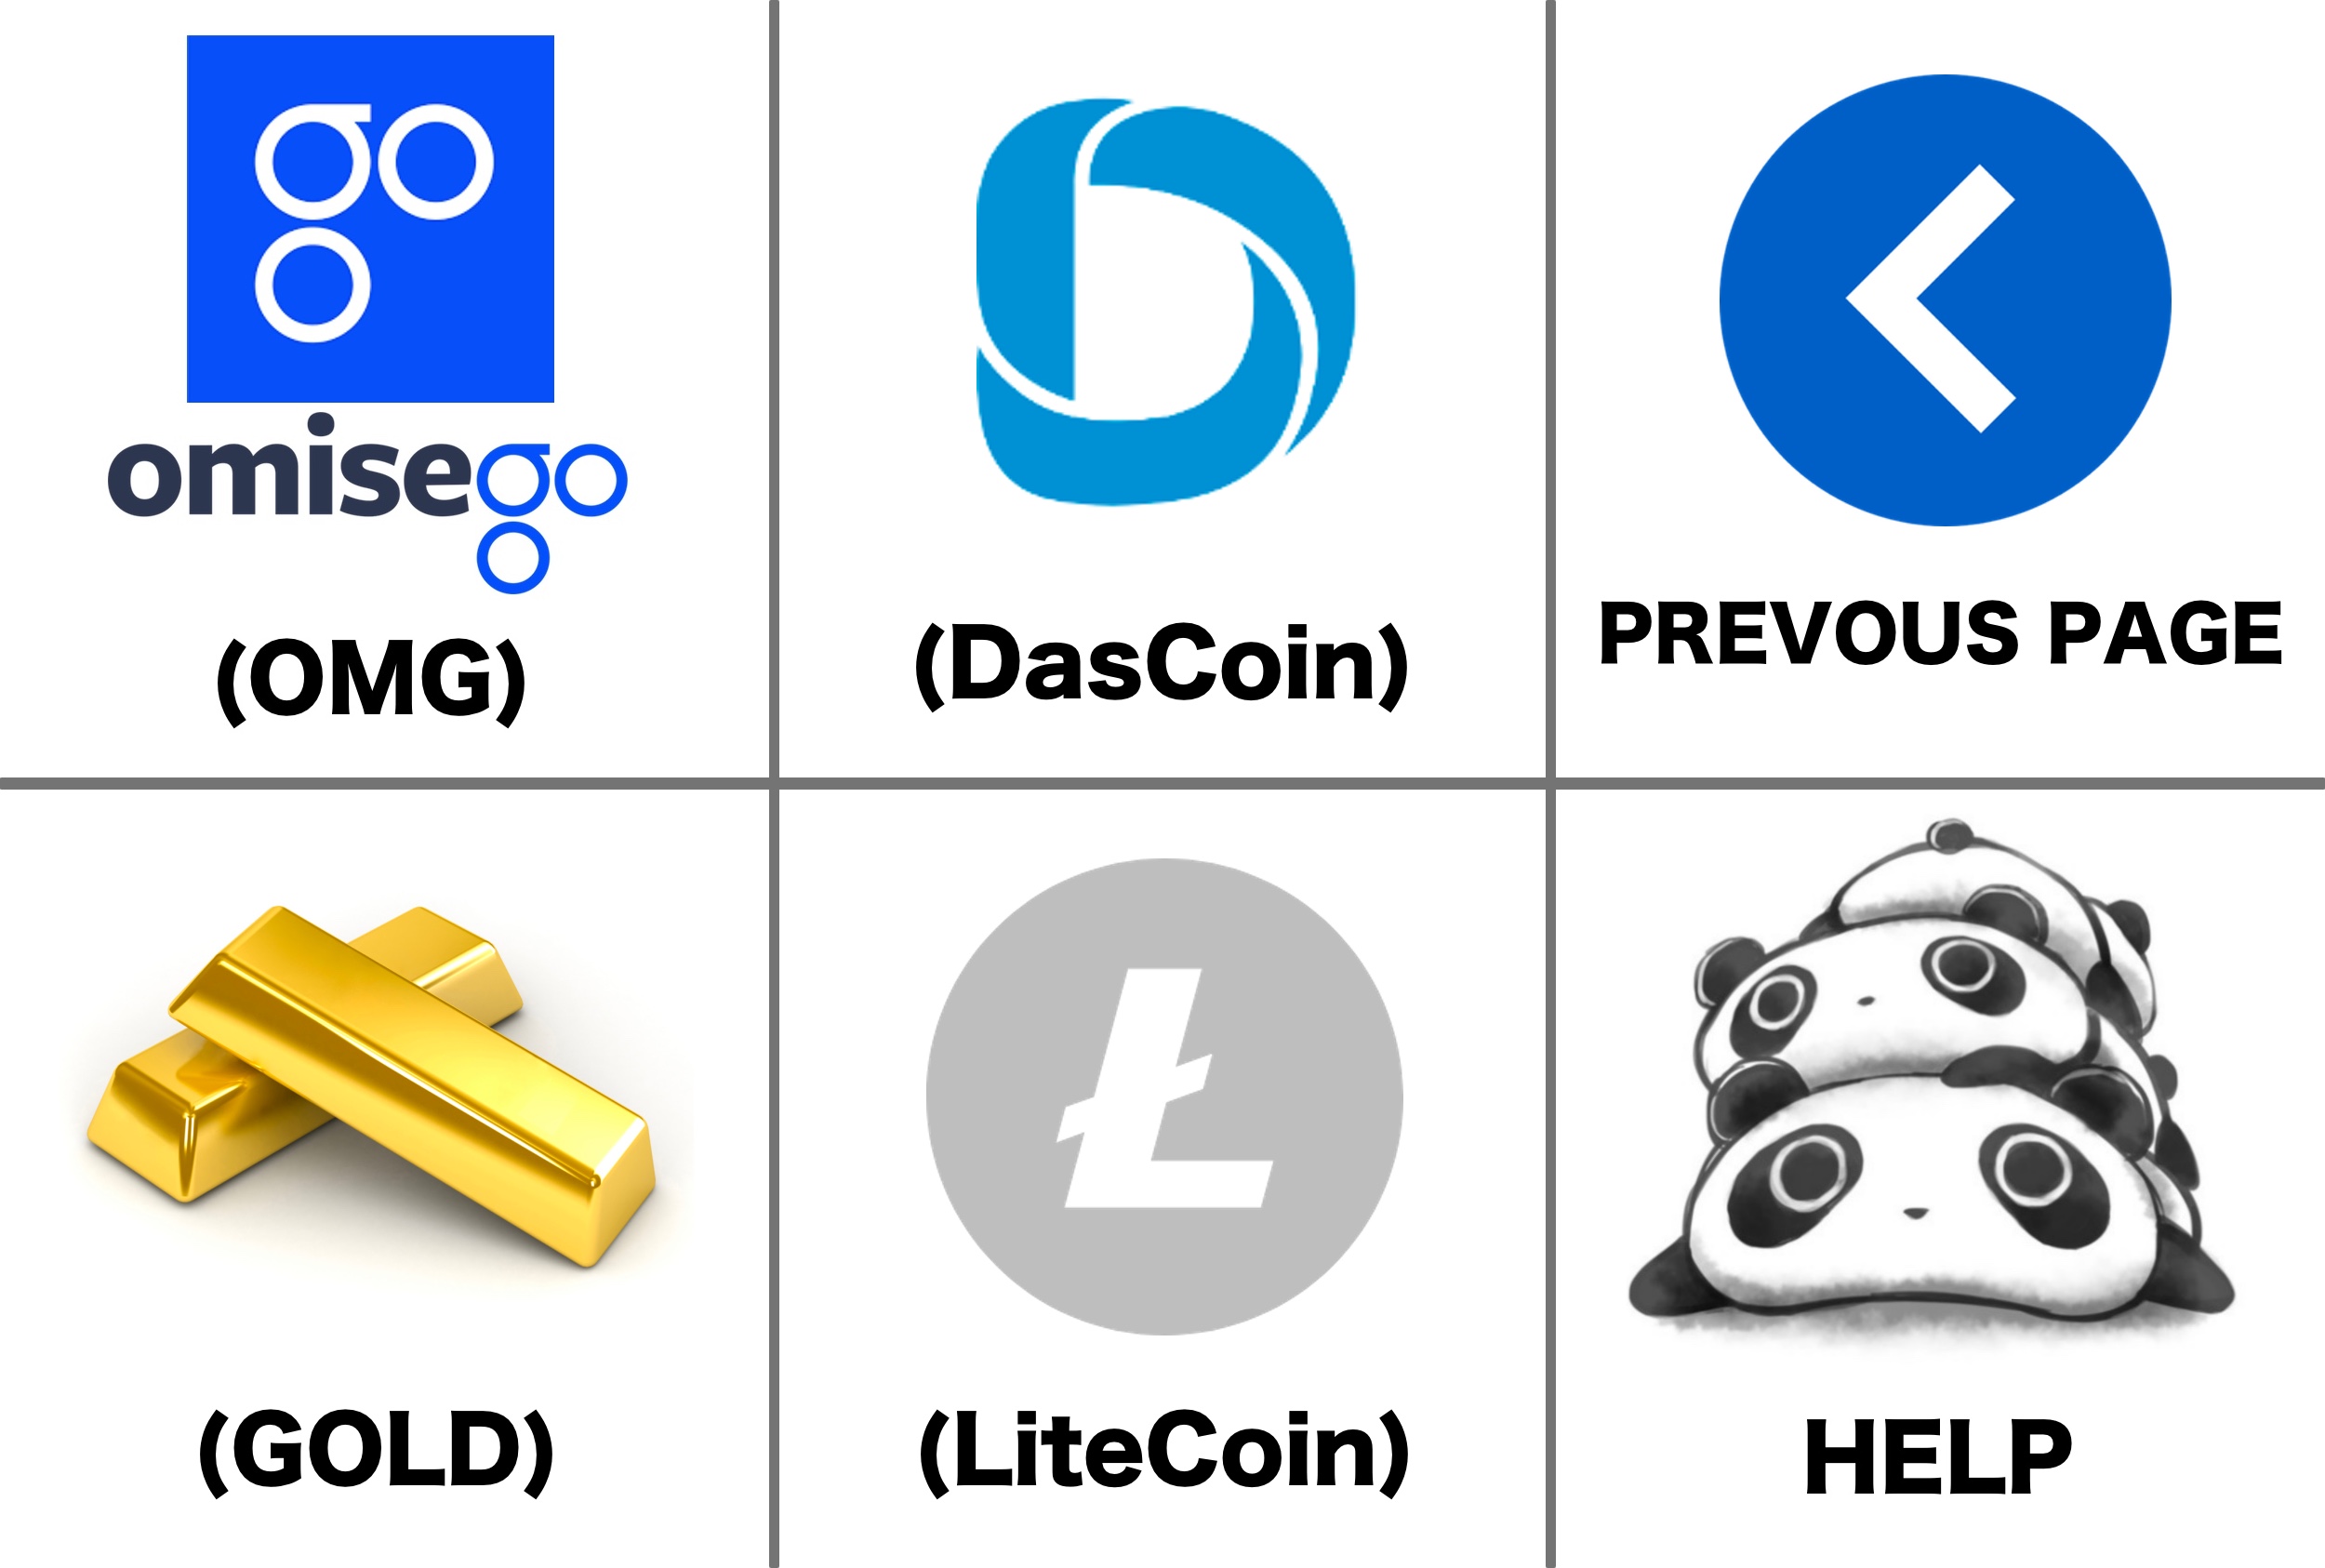 go
omisego
(OMG)
(DasCoin)
PREVOUS PAGE
(GOLD)
Ł
(LiteCoin)
HELP